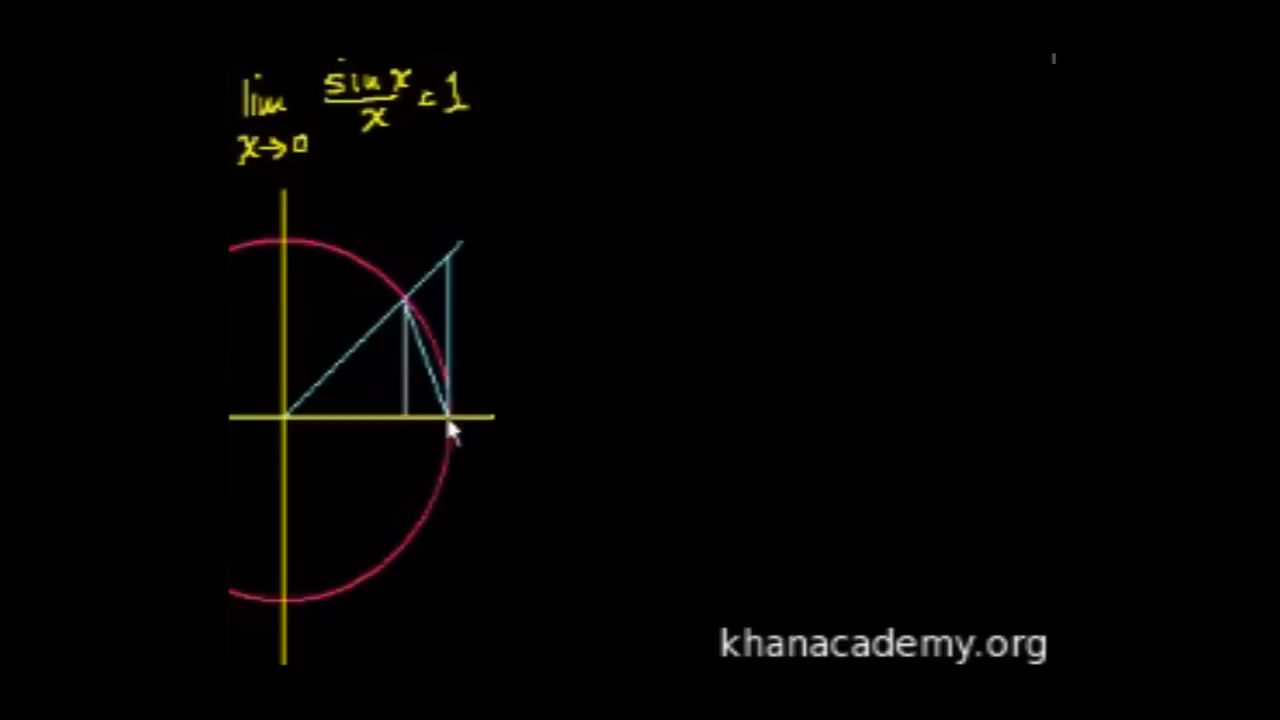 lim sin x / x = 1
x→0
khanacademy.org